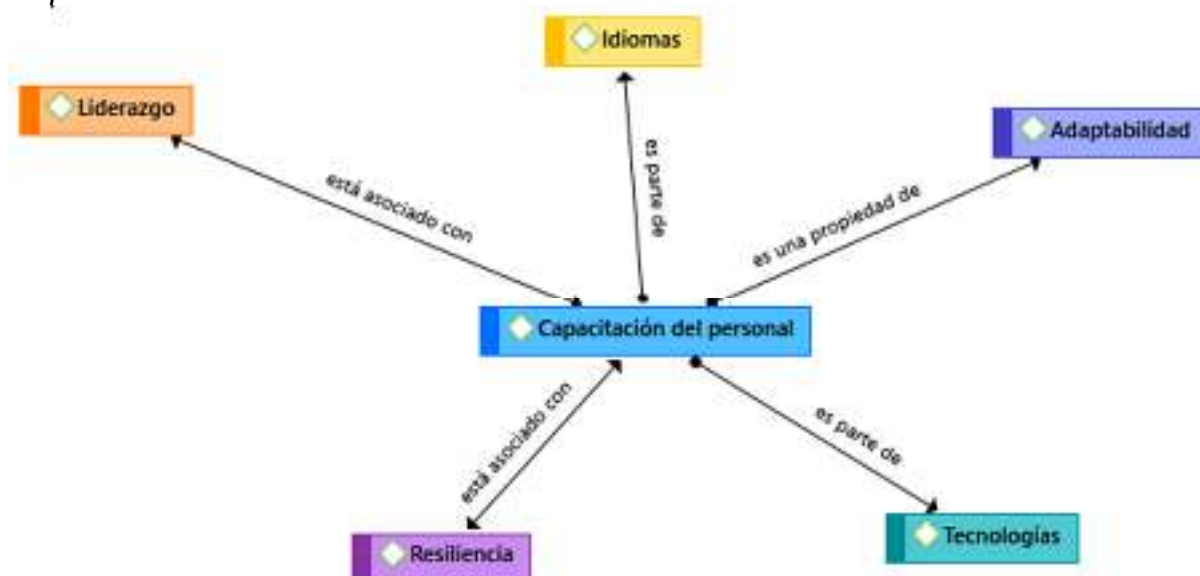 Idiomas
Liderazgo
Adaptabilidad
está asociado con
es parte de
es una propiedad de
Capacitación del personal
está asociado con
es parte de
Tecnologías
Resiliencia